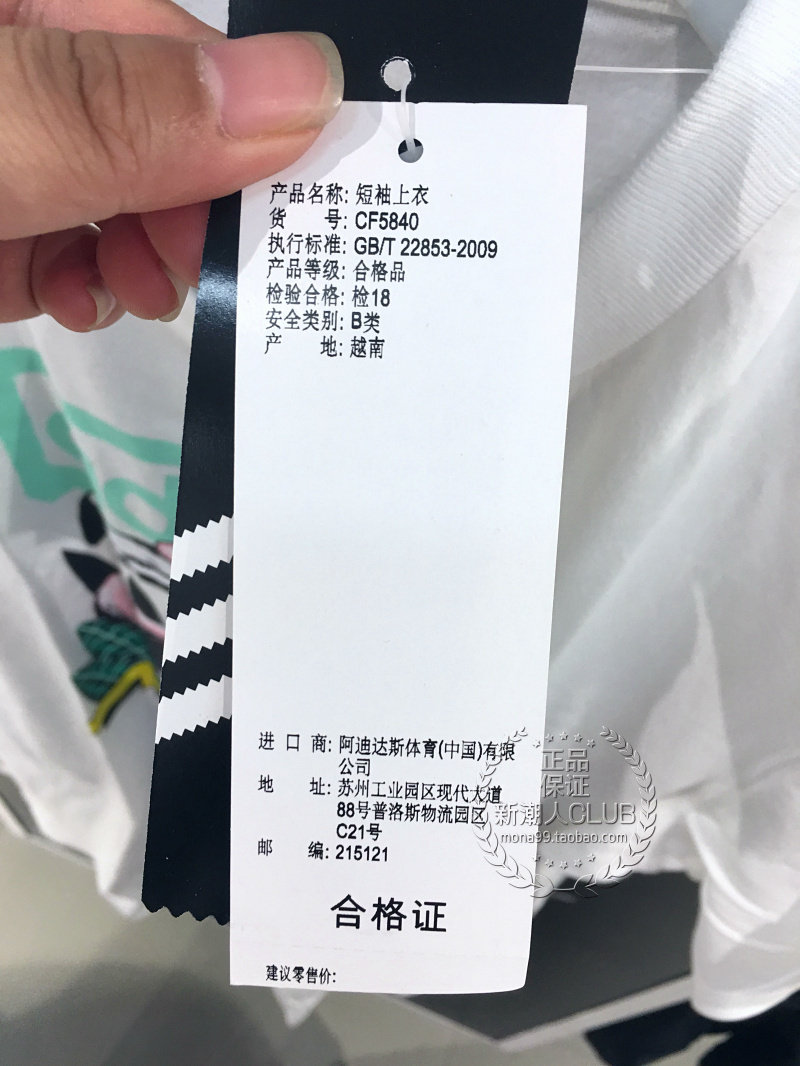 产品名称: 短袖上衣
货 号: CF5840
执行标准: GB/T 22853-2009
产品等级: 合格品
检验合格: 检18
安全类别: B类
产 地: 越南
进 口 商: 阿迪达斯体育(中国)有限
公司
地 址: 苏州工业园区现代大道
88号普洛斯物流园区
C21号
邮 编: 215121
合格证
建议零售价:
正品
保证
新潮人CLUB
mona99.taobao.com